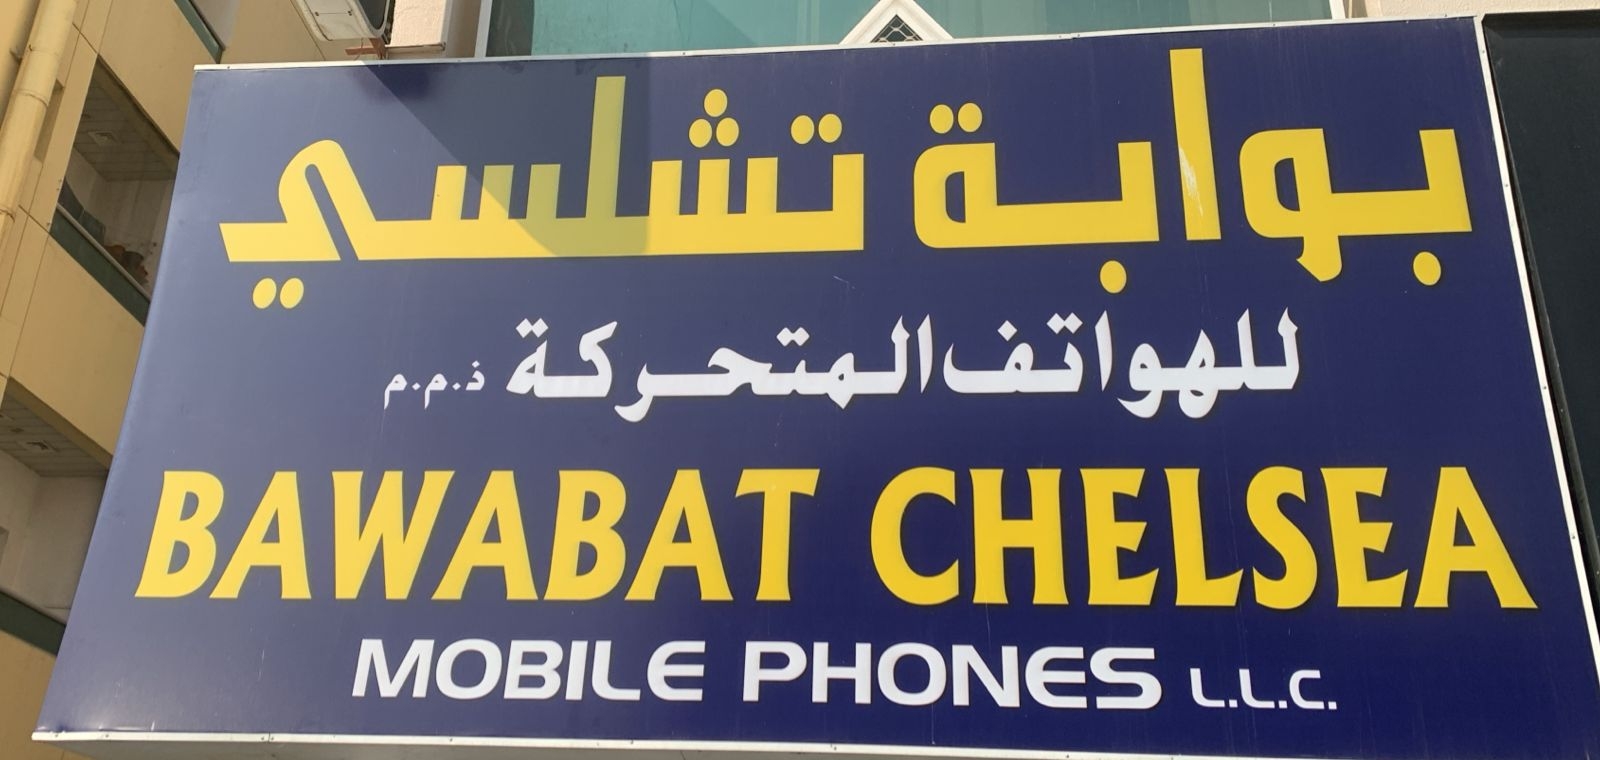 بوابة تشلسي
للهواتف المتحركة ذ.م.م
BAWABAT CHELSEA
MOBILE PHONES L.L.C.